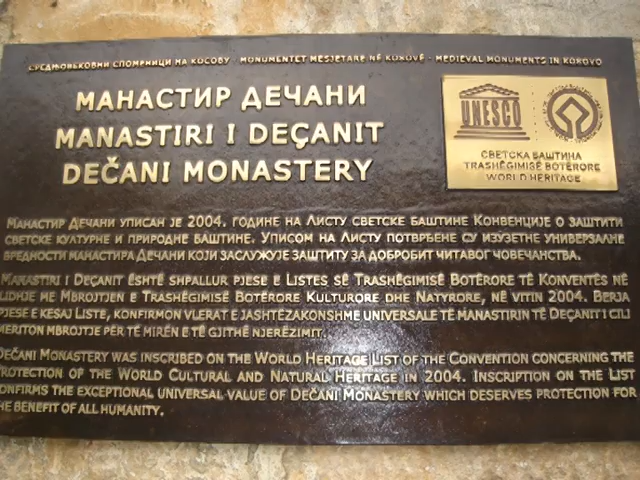 СРЕДЊОВЕКОВНИ СПОМЕНИЦИ НА КОСОВУ - MONUMENTET MESJETARE NË KOSOVË - MEDIEVAL MONUMENTS IN KOSOVO
МАНАСТИР ДЕЧАНИ
MANASTIRI I DEÇANIT
DEČANI MONASTERY
UNESCO
СВЕТСКА БАШТИНА
TRASHËGIMISË BOTËRORE
WORLD HERITAGE
МАНАСТИР ДЕЧАНИ УПИСАН ЈЕ 2004. ГОДИНЕ НА ЛИСТУ СВЕТСКЕ БАШТИНЕ КОНВЕНЦИЈЕ О ЗАШТИТИ
СВЕТСКЕ КУЛТУРНЕ И ПРИРОДНЕ БАШТИНЕ. УПИСОМ НА ЛИСТУ ПОТВРЂЕНЕ СУ ИЗУЗЕТНЕ УНИВЕРЗАЛНЕ
ВРЕДНОСТИ МАНАСТИРА ДЕЧАНИ КОЈИ ЗАСЛУЖУЈЕ ЗАШТИТУ ЗА ДОБРОБИТ ЧИТАВОГ ЧОВЕЧАНСТВА.
MANASTIRI I DEÇANIT ËSHTË SHPALLUR PJESE E LISTES SË TRASHËGIMISË BOTËRORE TË KONVENTËS NË
LIDHJE ME MBROJTJEN E TRASHËGIMISË BOTËRORE KULTURORE DHE NATYRORE, NË VITIN 2004. BERJA
PJESE E KESAJ LISTE, KONFIRMON VLERAT E JASHTËZAKONSHME UNIVERSALE TË MANASTIRIN TË DEÇANIT I CILI
MERITON MBROJTJE PËR TË MIRËN E TË GJITHË NJERËZIMIT.
DEČANI MONASTERY WAS INSCRIBED ON THE WORLD HERITAGE LIST OF THE CONVENTION CONCERNING THE
PROTECTION OF THE WORLD CULTURAL AND NATURAL HERITAGE IN 2004. INSCRIPTION ON THE LIST
CONFIRMS THE EXCEPTIONAL UNIVERSAL VALUE OF DEČANI MONASTERY WHICH DESERVES PROTECTION FOR
THE BENEFIT OF ALL HUMANITY.